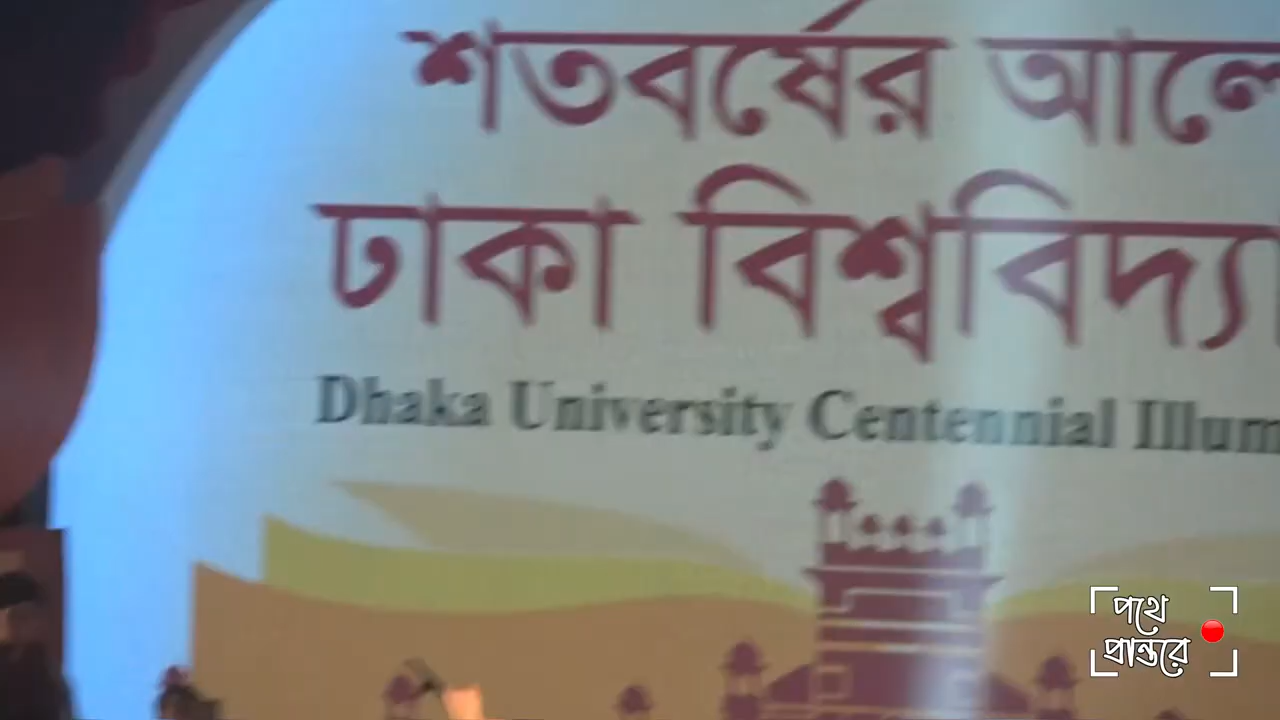 শতবর্ষের আলো
ঢাকা বিশ্ববিদ্যা
Dhaka University Centennial Illum
পথে
প্রান্তরে